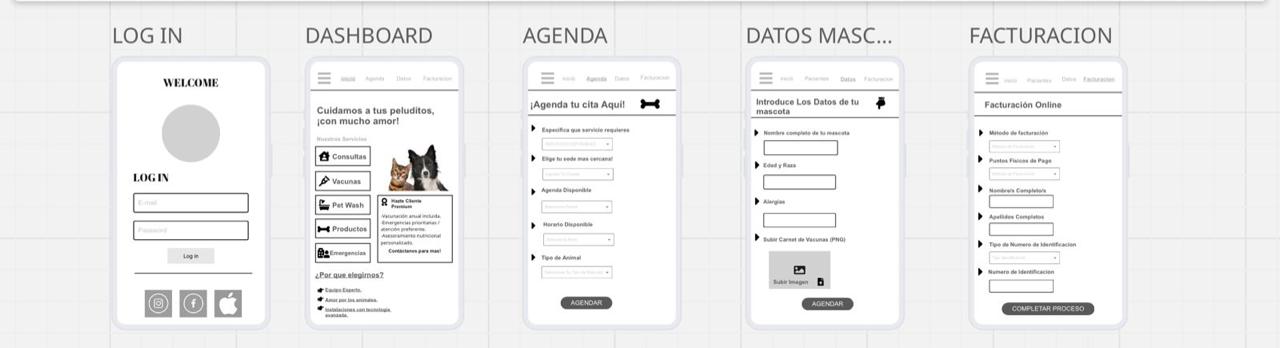 LOG IN
WELCOME
LOG IN
E-mail
Password
Log in
DASHBOARD
Inicio Agenda Datos Facturacion
Cuidamos a tus peluditos,
¡con mucho amor!
Nuestros Servicios
Consultas
Vacunas
Pet Wash
Productos
Emergencias
Hazte Cliente
Premium
-Vacunación anual incluida.
-Emergencias prioritarias /
atención preferente.
-Asesoramiento nutricional
personalizado.
Contáctanos para mas!
¿Por que elegirnos?
Equipo Experto.
Amor por los animales.
Instalaciones con tecnologia
avanzada.
AGENDA
Inicio Agenda Datos Facturacion
¡Agenda tu cita Aquí!
Especifica que servicio requieres
Elige tu sede mas cercana!
Agenda Disponible
Horario Disponible
Tipo de Animal
AGENDAR
DATOS MASC...
Inicio Pacientes Datos Facturacion
Introduce Los Datos de tu
mascota
Nombre completo de tu mascota
Edad y Raza
Alergias
Subir Carnet de Vacunas (PNG)
Subir Imagen
AGENDAR
FACTURACION
Inicio Pacientes Datos Facturacion
Facturación Online
Método de facturación
Puntos Físicos de Pago
Nombre/s Completo/s
Apellidos Completos
Tipo de Numero de Identificacion
Numero de Identificacion
COMPLETAR PROCESO